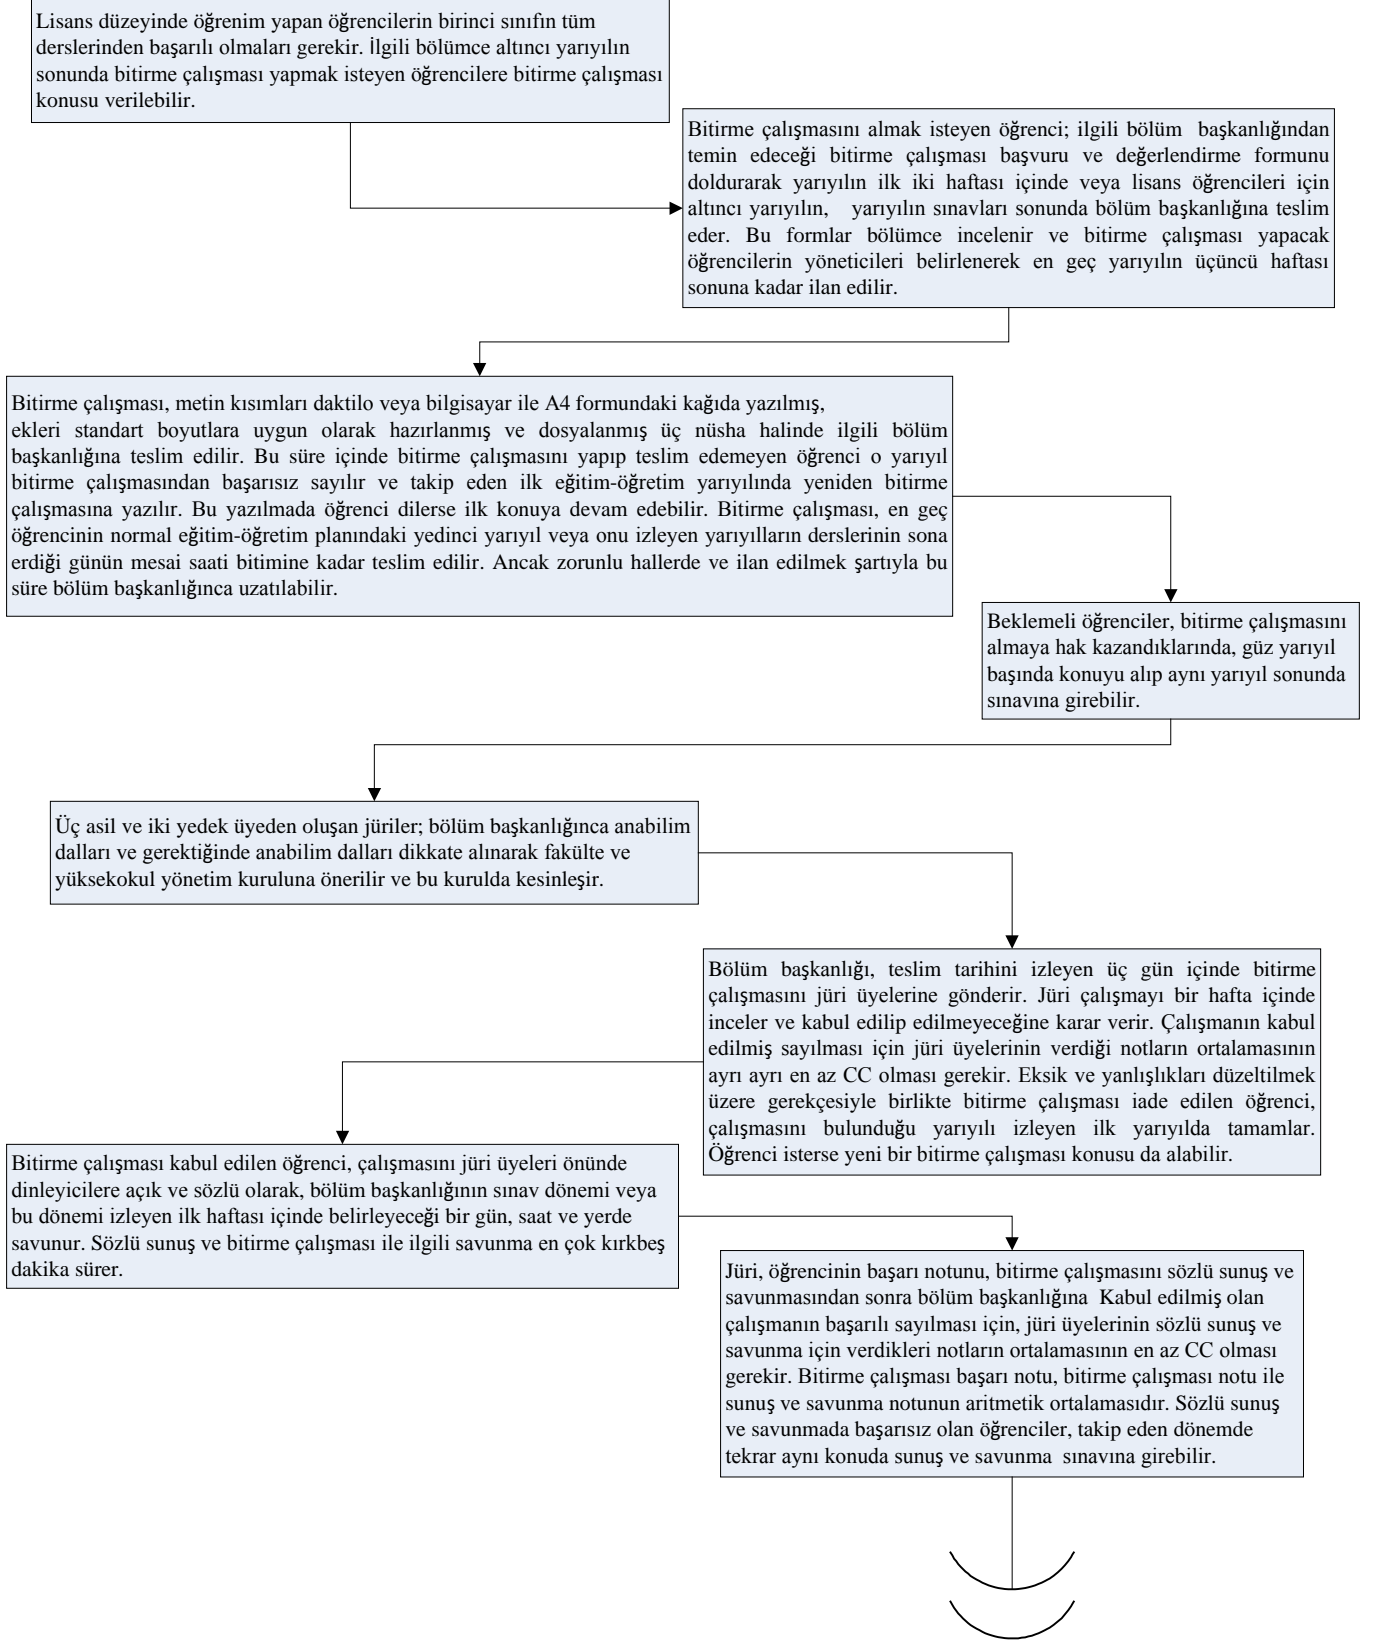 Lisans düzeyinde öğrenim yapan öğrencilerin birinci sınıfın tüm
derslerinden başarılı olmaları gerekir. İlgili bölümce altıncı yarıyılın
sonunda bitirme çalışması yapmak isteyen öğrencilere bitirme çalışması
konusu verilebilir.
Bitirme çalışmasını almak isteyen öğrenci; ilgili bölüm başkanlığından
temin edeceği bitirme çalışması başvuru ve değerlendirme formunu
doldurarak yarıyılın ilk iki haftası içinde veya lisans öğrencileri için
altıncı yarıyılın, yarıyılın sınavları sonunda bölüm başkanlığına teslim
eder. Bu formlar bölümce incelenir ve bitirme çalışması yapacak
öğrencilerin yöneticileri belirlenerek en geç yarıyılın üçüncü haftası
sonuna kadar ilan edilir.
Bitirme çalışması, metin kısımları daktilo veya bilgisayar ile A4 formundaki kağıda yazılmış,
ekleri standart boyutlara uygun olarak hazırlanmış ve dosyalanmış üç nüsha halinde ilgili bölüm
başkanlığına teslim edilir. Bu süre içinde bitirme çalışmasını yapıp teslim edemeyen öğrenci o yarıyıl
bitirme çalışmasından başarısız sayılır ve takip eden ilk eğitim-öğretim yarıyılında yeniden bitirme
çalışmasına yazılır. Bu yazılmada öğrenci dilerse ilk konuya devam edebilir. Bitirme çalışması, en geç
öğrencinin normal eğitim-öğretim planındaki yedinci yarıyıl veya onu izleyen yarıyılların derslerinin sona
erdiği günün mesai saati bitimine kadar teslim edilir. Ancak zorunlu hallerde ve ilan edilmek şartıyla bu
süre bölüm başkanlığınca uzatılabilir.
Beklemeli öğrenciler, bitirme çalışmasını
almaya hak kazandıklarında, güz yarıyıl
başında konuyu alıp aynı yarıyıl sonunda
sınavına girebilir.
Üç asil ve iki yedek üyeden oluşan jüriler; bölüm başkanlığınca anabilim
dalları ve gerektiğinde anabilim dalları dikkate alınarak fakülte ve
yüksekokul yönetim kuruluna önerilir ve bu kurulda kesinleşir.
Bölüm başkanlığı, teslim tarihini izleyen üç gün içinde bitirme
çalışmasını jüri üyelerine gönderir. Jüri çalışmayı bir hafta içinde
inceler ve kabul edilip edilmeyeceğine karar verir. Çalışmanın kabul
edilmiş sayılması için jüri üyelerinin verdiği notların ortalamasının
ayrı ayrı en az CC olması gerekir. Eksik ve yanlışlıkları düzeltilmek
üzere gerekçesiyle birlikte bitirme çalışması iade edilen öğrenci,
çalışmasını bulunduğu yarıyılı izleyen ilk yarıyılda tamamlar.
Öğrenci isterse yeni bir bitirme çalışması konusu da alabilir.
Bitirme çalışması kabul edilen öğrenci, çalışmasını jüri üyeleri önünde
dinleyicilere açık ve sözlü olarak, bölüm başkanlığının sınav dönemi veya
bu dönemi izleyen ilk haftası içinde belirleyeceği bir gün, saat ve yerde
savunur. Sözlü sunuş ve bitirme çalışması ile ilgili savunma en çok kırkbeş
dakika sürer.
Jüri, öğrencinin başarı notunu, bitirme çalışmasını sözlü sunuş ve
savunmasından sonra bölüm başkanlığına Kabul edilmiş olan
çalışmanın başarılı sayılması için, jüri üyelerinin sözlü sunuş ve
savunma için verdikleri notların ortalamasının en az CC olması
gerekir. Bitirme çalışması başarı notu, bitirme çalışması notu ile
sunuş ve savunma notunun aritmetik ortalamasıdır. Sözlü sunuş
ve savunmada başarısız olan öğrenciler, takip eden dönemde
tekrar aynı konuda sunuş ve savunma sınavına girebilir.